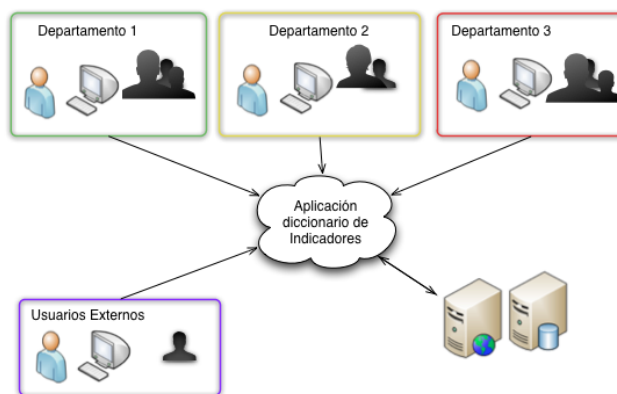 Departamento 1
Departamento 2
Departamento 3
Aplicación
diccionario de
Indicadores
Usuarios Externos